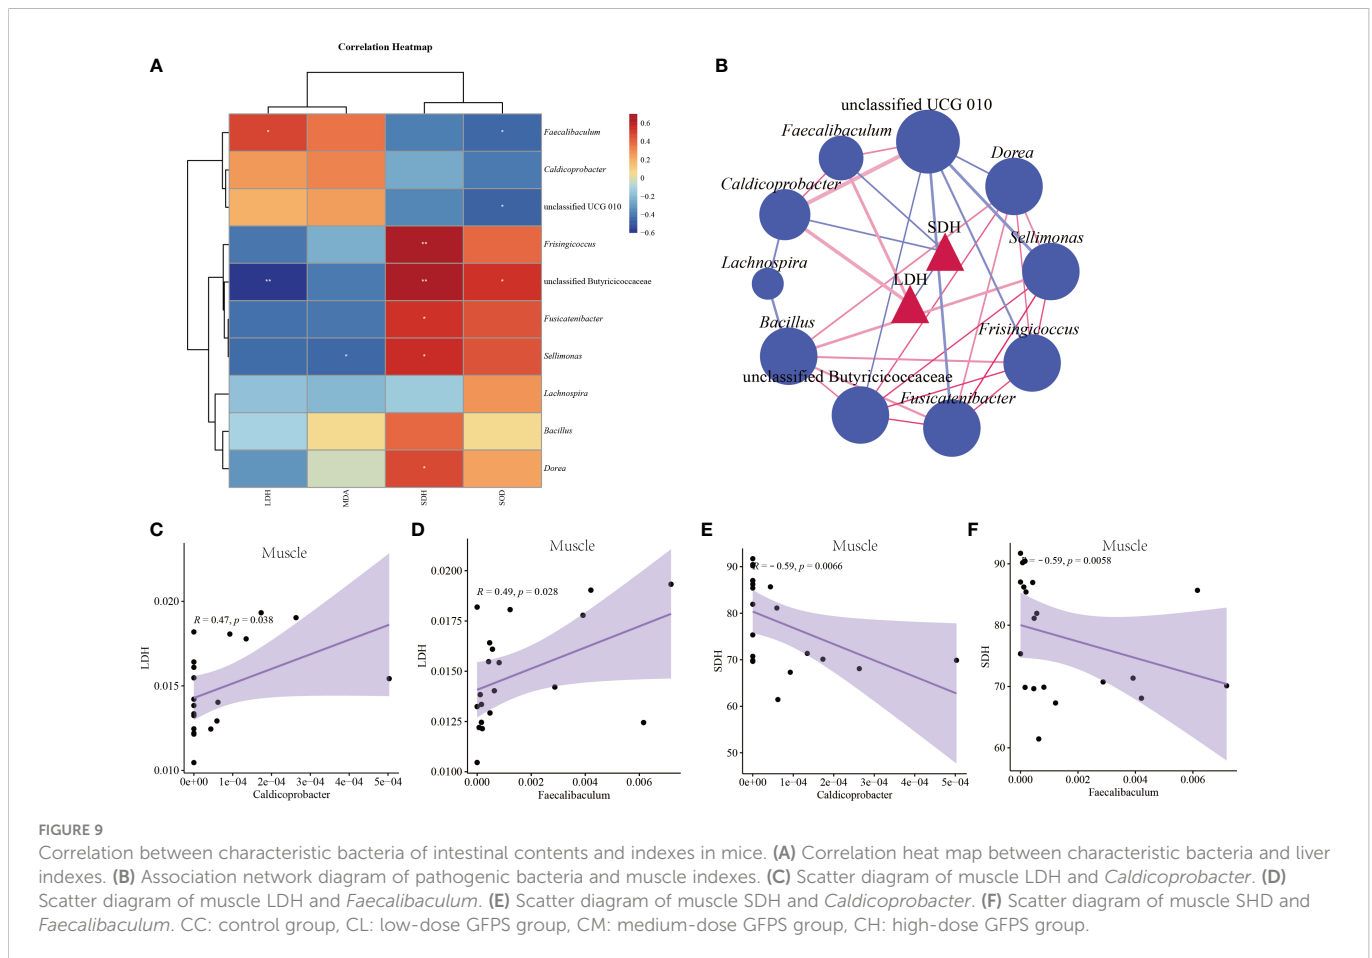 Correlation Heatmap
A
0.6
0.4
0.2
0
−0.2
−0.4
−0.6
Faecalibaculum
Caldicoprobacter
unclassified UCG 010
Frisingicoccus
unclassified Butyricicoccaceae
Fusicatenibacter
Sellimonas
Lachnospira
Bacillus
Dorea
*
*
*
**
**
**
*
*
*
*
*
LDH
MDA
SDH
SOD
B
unclassified UCG 010
Faecalibaculum
Dorea
Caldicoprobacter
SDH
Sellimonas
Lachnospira
LDH
Bacillus
Frisingicoccus
unclassified Butyricicoccaceae
Fusicatenibacter
C
Muscle
R = 0.47, p = 0.038
LDH
0.020
0.015
0.010
0e+00 1e−04 2e−04 3e−04 4e−04 5e−04
Caldicoprobacter
D
Muscle
R = 0.49, p = 0.028
LDH
0.0200
0.0175
0.0150
0.0125
0.0100
0.000 0.002 0.004 0.006
Faecalibaculum
E
Muscle
R = − 0.59, p = 0.0066
SDH
90
80
70
60
50
0e+00 1e−04 2e−04 3e−04 4e−04 5e−04
Caldicoprobacter
F
Muscle
R = − 0.59, p = 0.0058
SDH
90
80
70
60
0.000 0.002 0.004 0.006
Faecalibaculum
FIGURE 9
Correlation between characteristic bacteria of intestinal contents and indexes in mice. (A) Correlation heat map between characteristic bacteria and liver
indexes. (B) Association network diagram of pathogenic bacteria and muscle indexes. (C) Scatter diagram of muscle LDH and Caldicoprobacter. (D)
Scatter diagram of muscle LDH and Faecalibaculum. (E) Scatter diagram of muscle SDH and Caldicoprobacter. (F) Scatter diagram of muscle SHD and
Faecalibaculum. CC: control group, CL: low-dose GFPS group, CM: medium-dose GFPS group, CH: high-dose GFPS group.